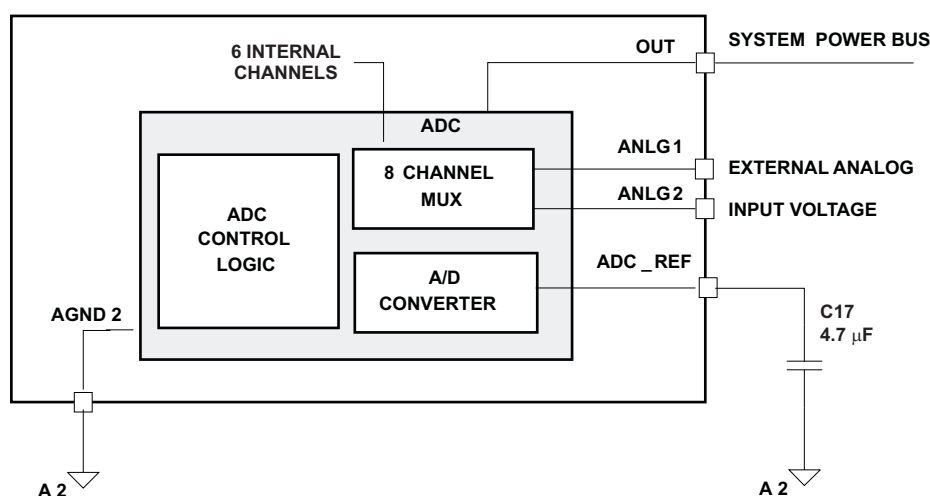 SYSTEM POWER BUS
OUT
6 INTERNAL
CHANNELS
ADC
ANLG1
EXTERNAL ANALOG
8 CHANNEL
MUX
ANLG2
INPUT VOLTAGE
ADC
CONTROL
LOGIC
ADC_REF
A/D
CONVERTER
AGND 2
C17
4.7 μF
A 2
A 2